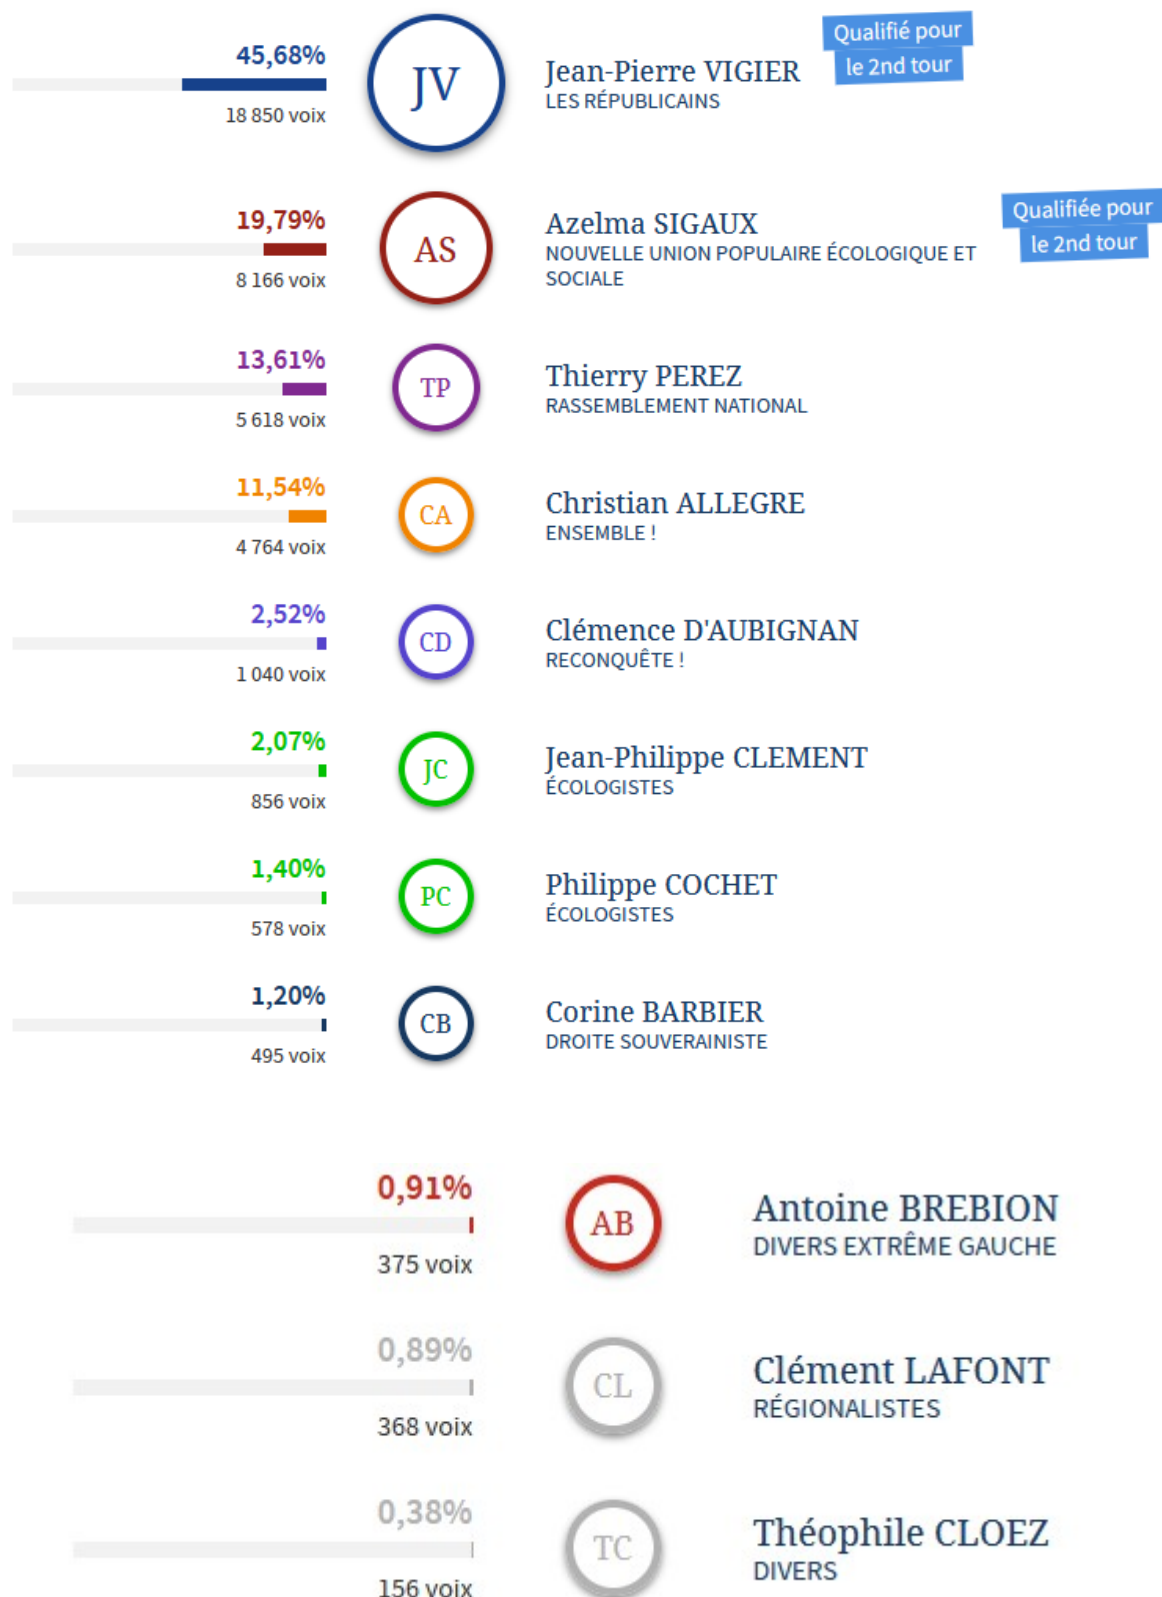 45,68%
18 850 voix
JV
Jean-Pierre VIGIER
LES RÉPUBLICAINS
Qualifié pour
le 2nd tour
19,79%
8 166 voix
AS
Azelma SIGAUX
NOUVELLE UNION POPULAIRE ÉCOLOGIQUE ET
SOCIALE
Qualifiée pour
le 2nd tour
13,61%
5 618 voix
TP
Thierry PEREZ
RASSEMBLEMENT NATIONAL
11,54%
4 764 voix
CA
Christian ALLEGRE
ENSEMBLE !
2,52%
1 040 voix
CD
Clémence D'AUBIGNAN
RECONQUÊTE !
2,07%
856 voix
JC
Jean-Philippe CLEMENT
ÉCOLOGISTES
1,40%
578 voix
PC
Philippe COCHET
ÉCOLOGISTES
1,20%
495 voix
CB
Corine BARBIER
DROITE SOUVERAINISTE
0,91%
375 voix
AB
Antoine BREBION
DIVERS EXTRÊME GAUCHE
0,89%
368 voix
CL
Clément LAFONT
RÉGIONALISTES
0,38%
156 voix
TC
Théophile CLOEZ
DIVERS